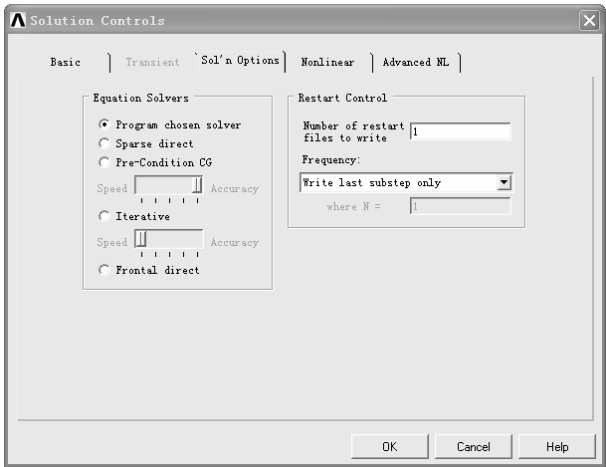 Solution Controls
Basic
Transient
Sol'n Options
Nonlinear
Advanced NL
Equation Solvers
Program chosen solver
Sparse direct
Pre-Condition CG
Speed Accuracy
Iterative
Speed Accuracy
Frontal direct
Restart Control
Number of restart
files to write
1
Frequency:
Write last substep only
where N = 1
OK
Cancel
Help